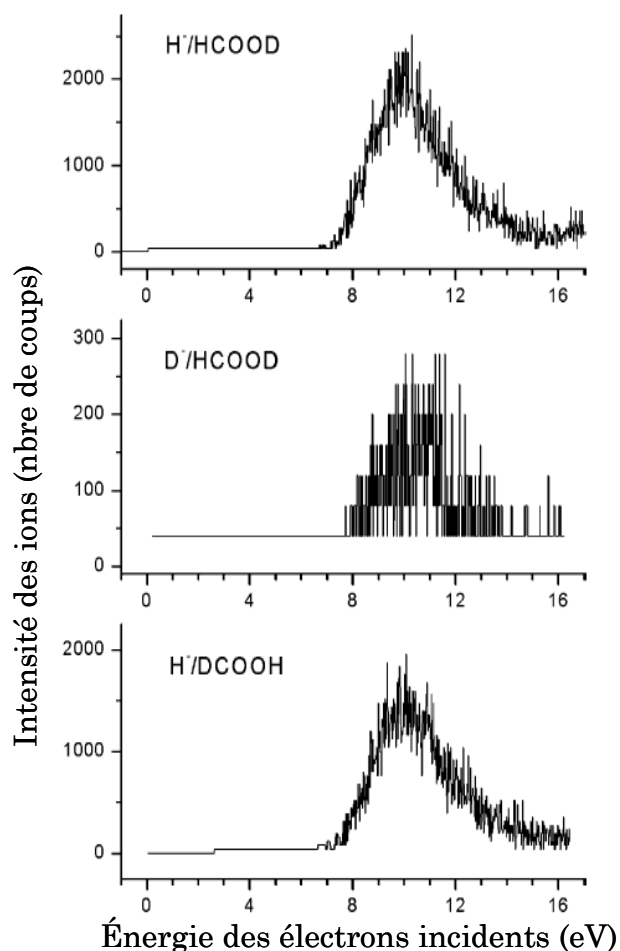 H⁻/HCOOD
2000
1000
0
0 4 8 12 16
D⁻/HCOOD
300
200
100
0
0 4 8 12 16
H⁻/DCOOH
2000
1000
0
0 4 8 12 16
Intensité des ions (nbre de coups)
Énergie des électrons incidents (eV)